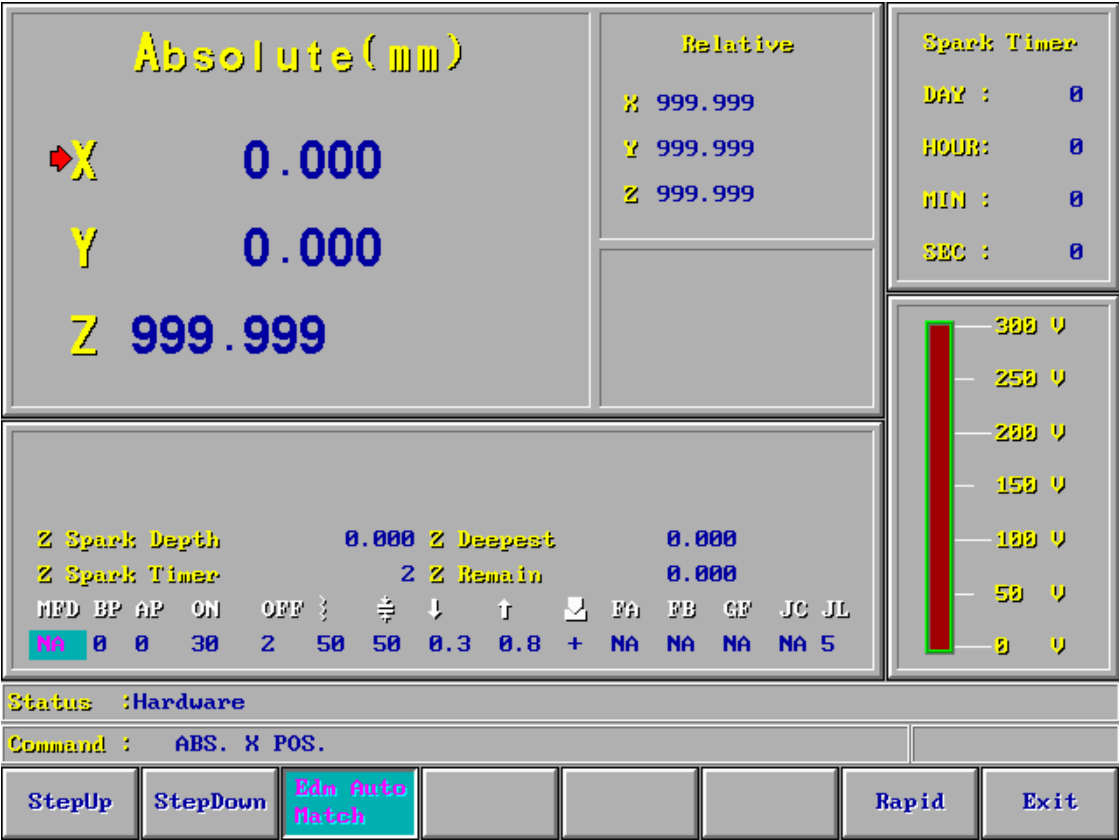 Absolute(mm)
X 0.000
Y 0.000
Z 999.999
Relative
X 999.999
Y 999.999
Z 999.999
Spark Timer
DAY : 0
HOUR: 0
MIN : 0
SEC : 0
300 V
250 V
200 V
150 V
100 V
50 V
0 V
Z Spark Depth 0.000 Z Deepest 0.000
Z Spark Timer 2 Z Remain 0.000
MFD BP AP ON OFF FA FB GF JC JL
NA 0 0 30 2 50 50 0.3 0.8 + NA NA NA NA 5
Status :Hardware
Command : ABS. X POS.
StepUp
StepDown
Edm Auto
Match
Rapid
Exit